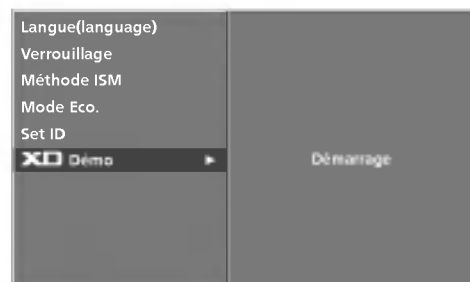 Langue(language)
Verrouillage
Méthode ISM
Mode Eco.
Set ID
XD Démo ► Démarrage